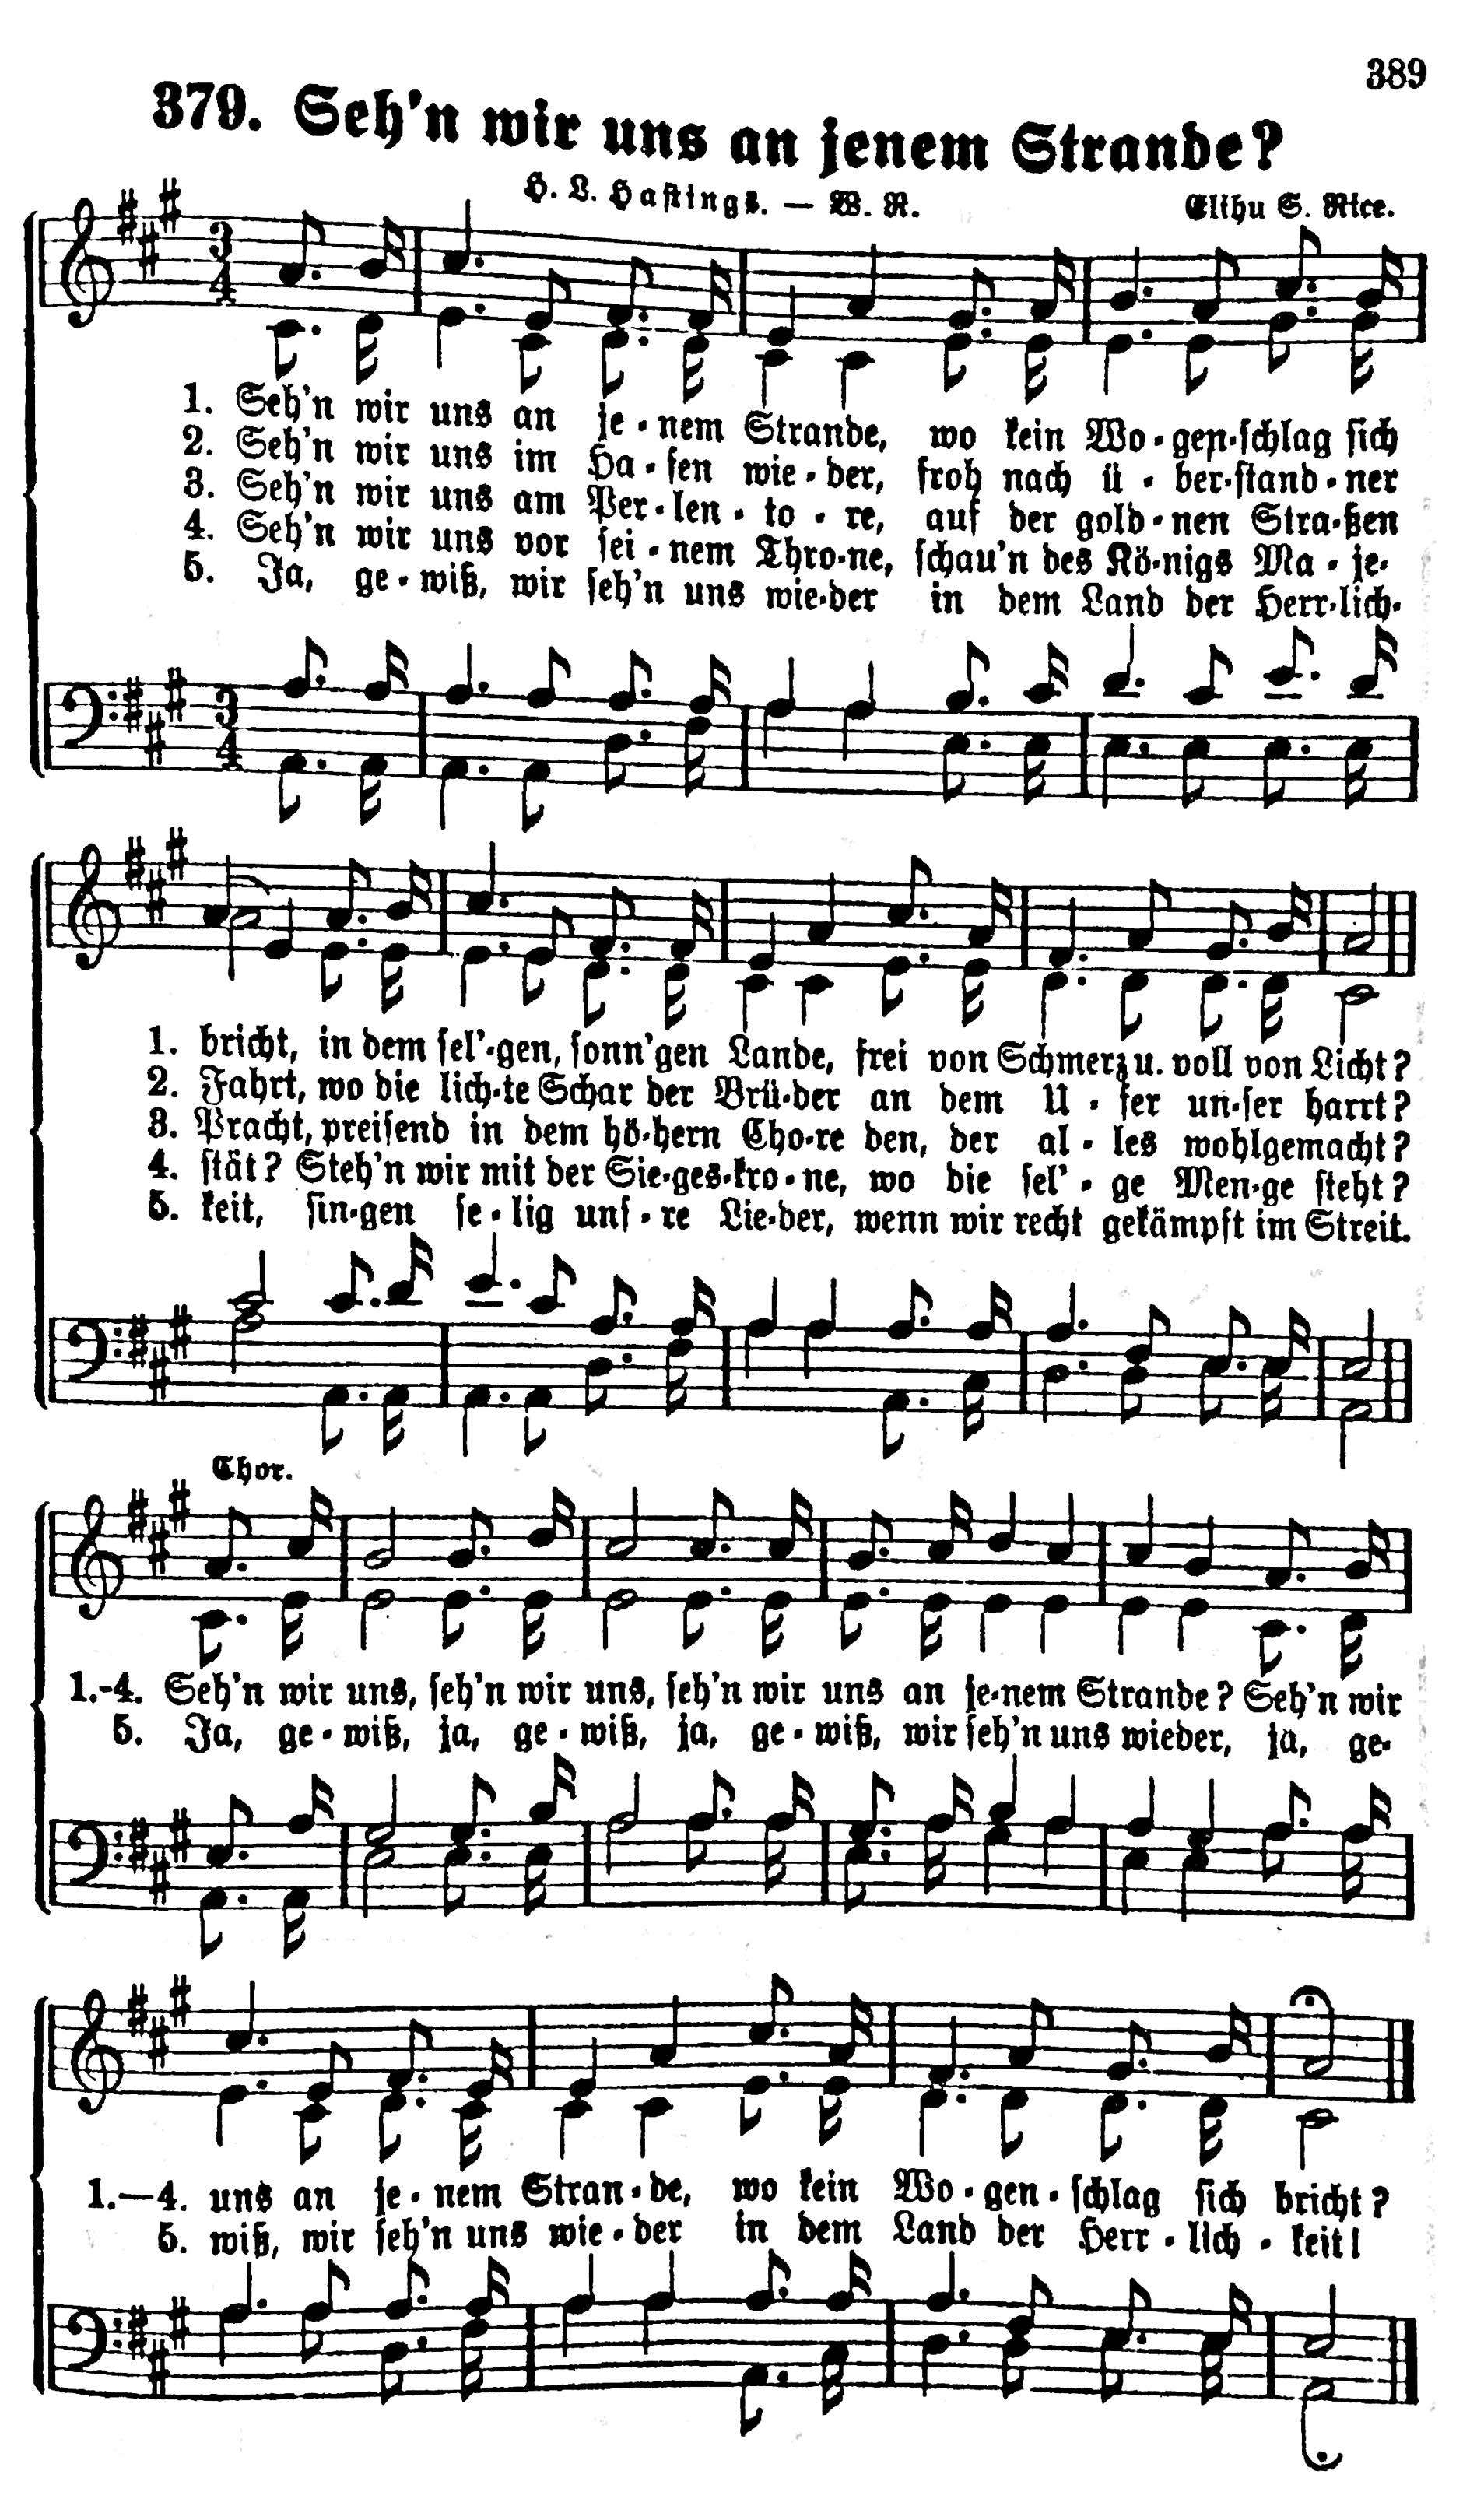 389
379. Seh'n wir uns an jenem Strande?
H. L. Hastings. — W. R.
Elihu S. Rice.
1. Seh'n wir uns an je-nem Strande, wo kein Wo-gen-schlag sich
2. Seh'n wir uns im Ha-fen wie-der, froh nach ü-ber-stand-ner
3. Seh'n wir uns am Per-len-to-re, auf der gold-nen Stra-ßen
4. Seh'n wir uns vor sei-nem Thro-ne, schau'n des Kö-nigs Ma-je-
5. Ja, ge-wiß, wir seh'n uns wie-der in dem Land der Herr-lich-
1. bricht, in dem sel'-gen, sonn'gen Lande, frei von Schmerz u. voll von Licht?
2. Fahrt, wo die lich-te Schar der Brü-der an dem U-fer un-ser harrt?
3. Pracht, preisend in dem hö-hern Cho-re den, der al-les wohlgemacht?
4. stät? Steh'n wir mit der Sie-ges-kro-ne, wo die sel'-ge Men-ge steht?
5. keit, sin-gen se-lig uns-re Lie-der, wenn wir recht gekämpft im Streit.
Chor.
1.-4. Seh'n wir uns, seh'n wir uns, seh'n wir uns an je-nem Strande? Seh'n wir
5. Ja, ge-wiß, ja, ge-wiß, ja, ge-wiß, wir seh'n uns wieder, ja, ge-
1.—4. uns an je-nem Stran-de, wo kein Wo-gen-schlag sich bricht?
5. wiß, wir seh'n uns wie-der in dem Land der Herr-lich-keit!